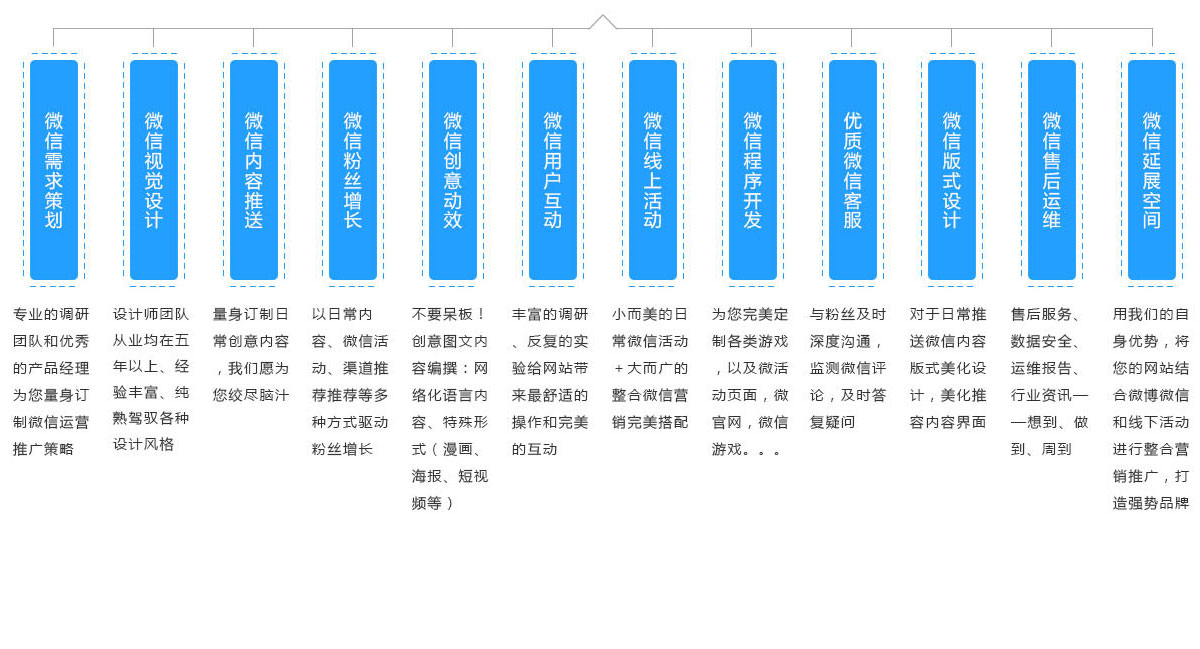 微信需求策划
专业的调研
团队和优秀
的产品经理
为您量身订
制微信运营
推广策略
微信视觉设计
设计师团队
从业均在五
年以上、经
验丰富、纯
熟驾驭各种
设计风格
微信内容推送
量身订制日
常创意内容
，我们愿为
您绞尽脑汁
微信粉丝增长
以日常内
容、微信活
动、渠道推
荐推荐等多
种方式驱动
粉丝增长
微信创意动效
不要呆板！
创意图文内
容编撰：网
络化语言内
容、特殊形
式（漫画、
海报、短视
频等）
微信用户互动
丰富的调研
、反复的实
验给网站带
来最舒适的
操作和完美
的互动
微信线上活动
小而美的日
常微信活动
＋大而广的
整合微信营
销完美搭配
微信程序开发
为您完美定
制各类游戏
，以及微活
动页面，微
官网，微信
游戏。。。
优质微信客服
与粉丝及时
深度沟通，
监测微信评
论，及时答
复疑问
微信版式设计
对于日常推
送微信内容
版式美化设
计，美化推
容内容界面
微信售后运维
售后服务、
数据安全、
运维报告、
行业资讯—
—想到、做
到、周到
微信延展空间
用我们的自
身优势，将
您的网站结
合微博微信
和线下活动
进行整合营
销推广，打
造强势品牌